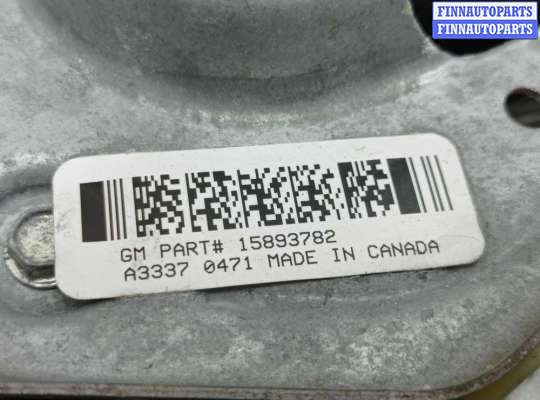 FINNAUTOPARTS
FINNAUTOPARTS
GM PART# 15893782
A3337 0471 MADE IN CANADA